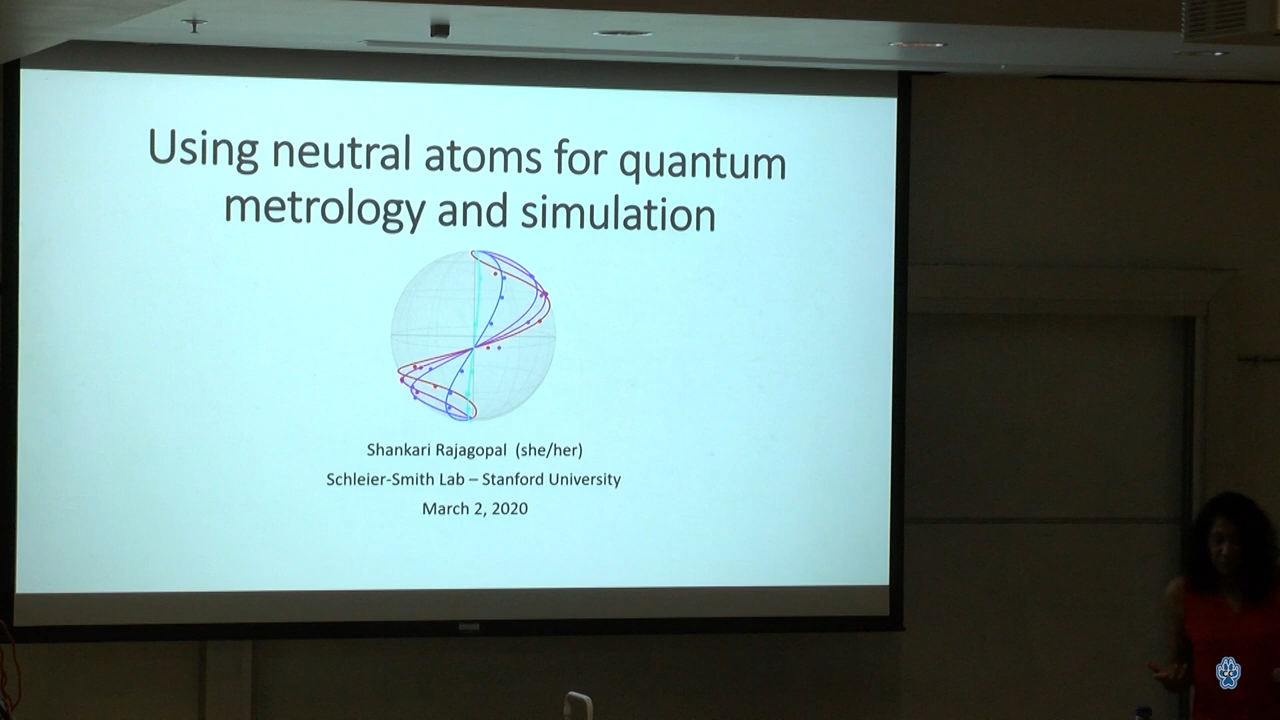 Using neutral atoms for quantum
metrology and simulation
Shankari Rajagopal (she/her)
Schleier-Smith Lab – Stanford University
March 2, 2020